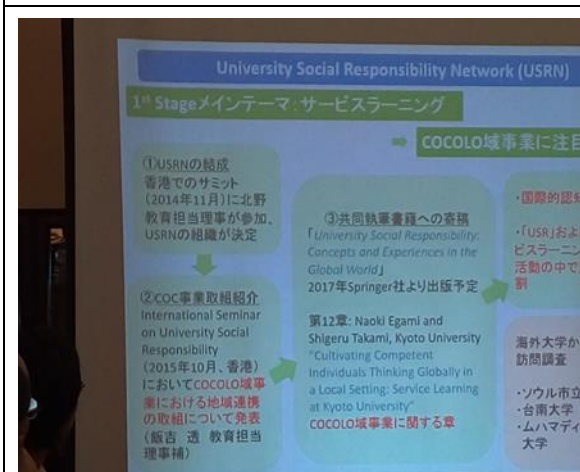 University Social Responsibility Network (USRN)
1st Stageメインテーマ:サービスラーニング
COCOLO域事業に注目
①USRNの結成
香港でのサミット
(2014年11月)に北野
教育担当理事が参加、
USRNの組織が決定
②COC事業取組紹介
International Seminar
on University Social
Responsibility
(2015年10月、香港)
においてCOCOLO域事
業における地域連携
の取組について発表
(飯吉 透 教育担当
理事補)
③共同執筆書籍への寄稿
「University Social Responsibility:
Concepts and Experiences in the
Global World」
2017年Springer社より出版予定
第12章: Naoki Egami and
Shigeru Takami, Kyoto University
"Cultivating Competent
Individuals Thinking Globally in
a Local Setting: Service Learning
at Kyoto University"
COCOLO域事業に関する章
・国際的認知
・「USR」およ
ビスラーニン
活動の中で
割
海外大学か
訪問調査
・ソウル市立
・台南大学
・ムハマディ
大学